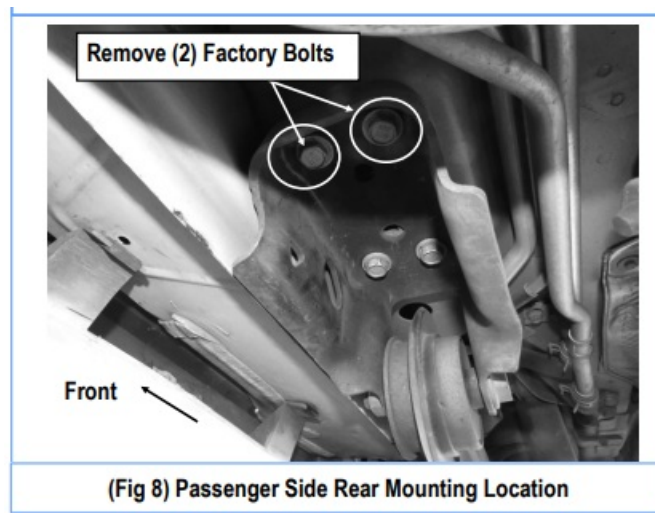 Remove (2) Factory Bolts
Front
(Fig 8) Passenger Side Rear Mounting Location